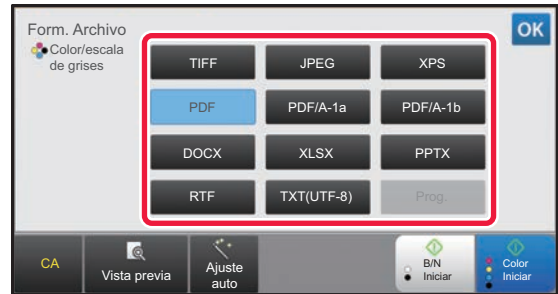 Form. Archivo
OK
Color/escala
de grises
TIFF JPEG XPS
PDF PDF/A-1a PDF/A-1b
DOCX XLSX PPTX
RTF TXT(UTF-8) Prog.
CA
Vista previa
Ajuste
auto
B/N
Iniciar
Color
Iniciar